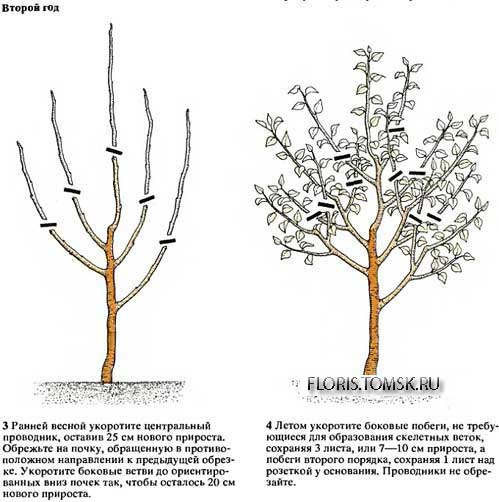 Второй год
FLORIS.TOMSK.RU
3 Ранней весной укоротите центральный
проводник, оставив 25 см нового прироста.
Обрежьте на почку, обращенную в противо-
положном направлении к предыдущей обрез-
ке. Укоротите боковые ветви до ориентиро-
ванных вниз почек так, чтобы осталось 20 см
нового прироста.
4 Летом укоротите боковые побеги, не требу-
ющиеся для образования скелетных веток,
сохраняя 3 листа, или 7—10 см прироста, а
побеги второго порядка, сохраняя 1 лист над
розеткой у основания. Проводники не обре-
зайте.